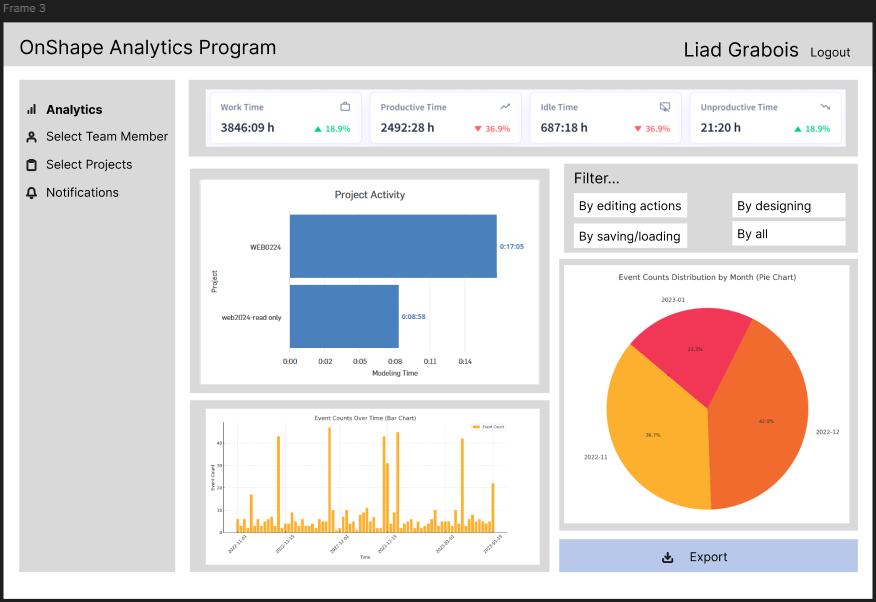 Frame 3
OnShape Analytics Program
Liad Grabois Logout
Analytics
Select Team Member
Select Projects
Notifications
Work Time
3846:09 h 18.9%
Productive Time
2492:28 h 36.9%
Idle Time
687:18 h 36.9%
Unproductive Time
21:20 h 18.9%
Project Activity
Project
WEB0224
0:17:05
web2024-read only
0:08:58
0:00 0:02 0:05 0:08 0:11 0:14
Modeling Time
Filter...
By editing actions
By designing
By saving/loading
By all
Event Counts Distribution by Month (Pie Chart)
2023-01
2022-12
42.0%
36.7%
2022-11
Event Counts Over Time (Bar Chart)
Event Count
Event Count
40
30
20
10
0
2022-11-01 2022-11-15 2022-12-01 2022-12-15 2023-01-01 2023-01-15
Time
Export